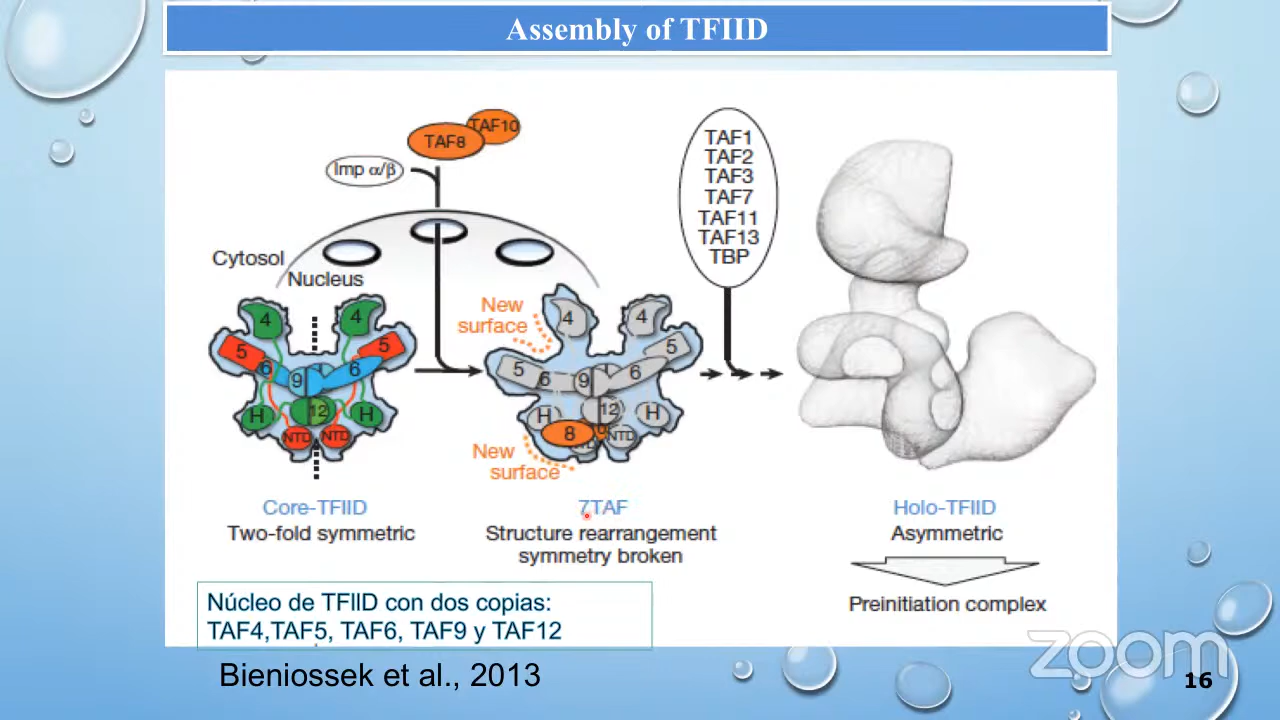 Assembly of TFIID
TAF10
TAF8
Imp α/β
TAF1
TAF2
TAF3
TAF7
TAF11
TAF13
TBP
Cytosol
Nucleus
4
4
5
5
6
9
6
12
H
H
NTD
NTD
New
surface
4
4
5
5
6
9
6
12
H
H
8
NTD
New
surface
Core-TFIID
Two-fold symmetric
7TAF
Structure rearrangement
symmetry broken
Holo-TFIID
Asymmetric
Preinitiation complex
Núcleo de TFIID con dos copias:
TAF4,TAF5, TAF6, TAF9 y TAF12
Bieniossek et al., 2013
zoom
16